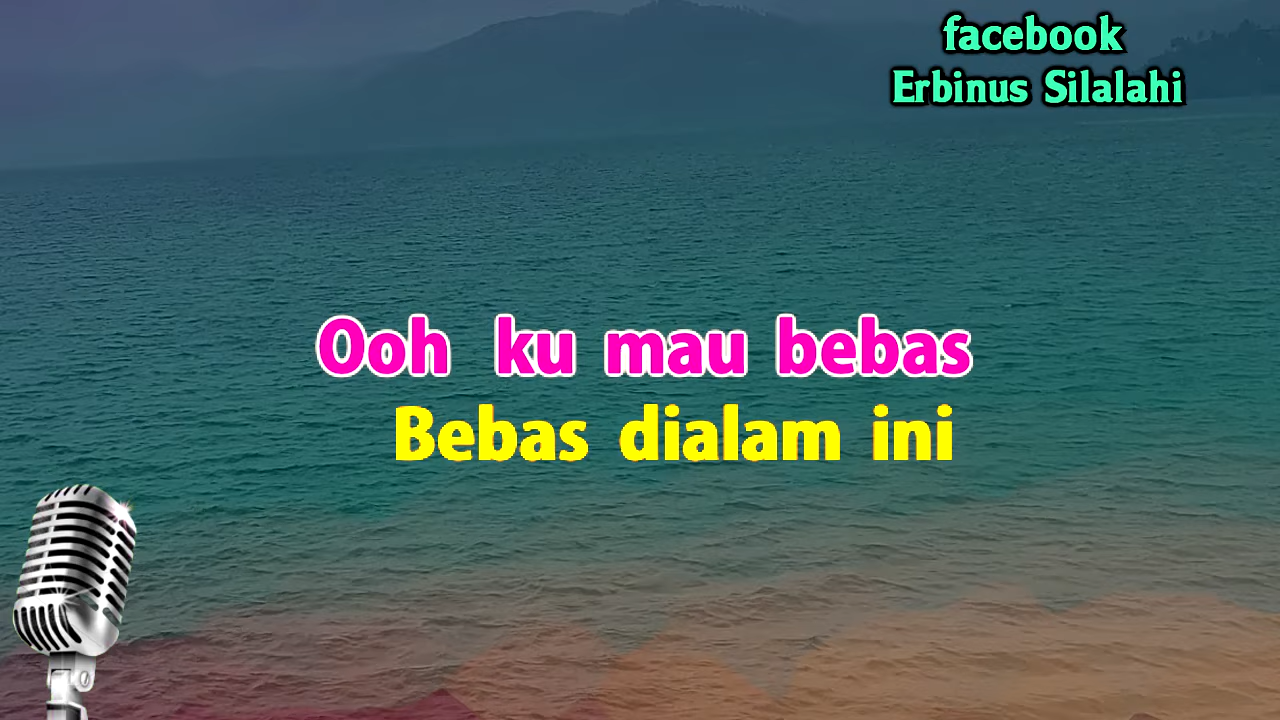 facebook
Erbinus Silalahi
Ooh ku mau bebas
Bebas dialam ini